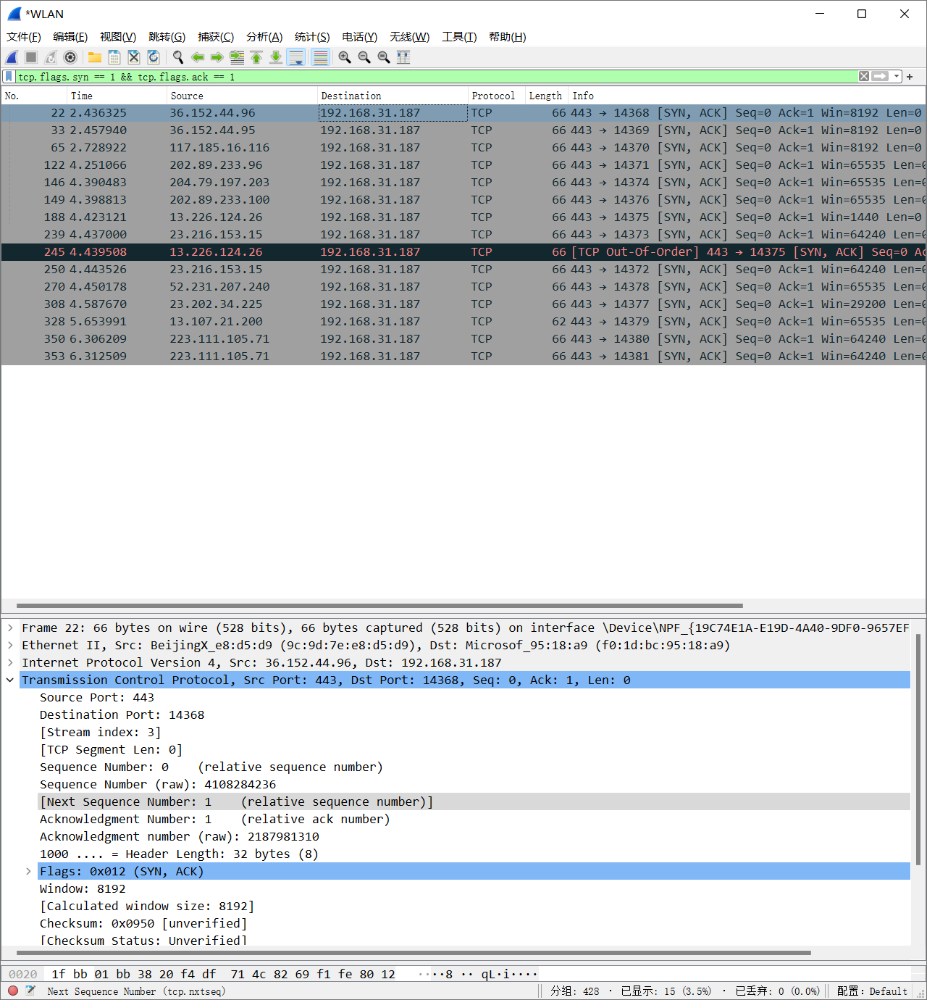 *WLAN
文件(F) 编辑(E) 视图(V) 跳转(G) 捕获(C) 分析(A) 统计(S) 电话(Y) 无线(W) 工具(T) 帮助(H)
tcp.flags.syn == 1 && tcp.flags.ack == 1
No. Time Source Destination Protocol Length Info
22 2.436325 36.152.44.96 192.168.31.187 TCP 66 443 → 14368 [SYN, ACK] Seq=0 Ack=1 Win=8192 Len=0
33 2.457940 36.152.44.95 192.168.31.187 TCP 66 443 → 14369 [SYN, ACK] Seq=0 Ack=1 Win=8192 Len=0
65 2.728922 117.185.16.116 192.168.31.187 TCP 66 443 → 14370 [SYN, ACK] Seq=0 Ack=1 Win=8192 Len=0
122 4.251066 202.89.233.96 192.168.31.187 TCP 66 443 → 14371 [SYN, ACK] Seq=0 Ack=1 Win=65535 Len=0
146 4.390483 204.79.197.203 192.168.31.187 TCP 66 443 → 14374 [SYN, ACK] Seq=0 Ack=1 Win=65535 Len=0
149 4.398813 202.89.233.100 192.168.31.187 TCP 66 443 → 14376 [SYN, ACK] Seq=0 Ack=1 Win=65535 Len=0
188 4.423121 13.226.124.26 192.168.31.187 TCP 66 443 → 14375 [SYN, ACK] Seq=0 Ack=1 Win=1440 Len=0
239 4.437000 23.216.153.15 192.168.31.187 TCP 66 443 → 14373 [SYN, ACK] Seq=0 Ack=1 Win=64240 Len=0
245 4.439508 13.226.124.26 192.168.31.187 TCP 66 [TCP Out-Of-Order] 443 → 14375 [SYN, ACK] Seq=0 Ac
250 4.443526 23.216.153.15 192.168.31.187 TCP 66 443 → 14372 [SYN, ACK] Seq=0 Ack=1 Win=64240 Len=0
270 4.450178 52.231.207.240 192.168.31.187 TCP 66 443 → 14378 [SYN, ACK] Seq=0 Ack=1 Win=65535 Len=0
308 4.587670 23.202.34.225 192.168.31.187 TCP 66 443 → 14377 [SYN, ACK] Seq=0 Ack=1 Win=29200 Len=0
328 5.653991 13.107.21.200 192.168.31.187 TCP 62 443 → 14379 [SYN, ACK] Seq=0 Ack=1 Win=65535 Len=0
350 6.306209 223.111.105.71 192.168.31.187 TCP 66 443 → 14380 [SYN, ACK] Seq=0 Ack=1 Win=64240 Len=0
353 6.312509 223.111.105.71 192.168.31.187 TCP 66 443 → 14381 [SYN, ACK] Seq=0 Ack=1 Win=64240 Len=0
Frame 22: 66 bytes on wire (528 bits), 66 bytes captured (528 bits) on interface \Device\NPF_{19C74E1A-E19D-4A40-9DF0-9657EF
Ethernet II, Src: BeijingX_e8:d5:d9 (9c:9d:7e:e8:d5:d9), Dst: Microsof_95:18:a9 (f0:1d:bc:95:18:a9)
Internet Protocol Version 4, Src: 36.152.44.96, Dst: 192.168.31.187
Transmission Control Protocol, Src Port: 443, Dst Port: 14368, Seq: 0, Ack: 1, Len: 0
Source Port: 443
Destination Port: 14368
[Stream index: 3]
[TCP Segment Len: 0]
Sequence Number: 0 (relative sequence number)
Sequence Number (raw): 4108284236
[Next Sequence Number: 1 (relative sequence number)]
Acknowledgment Number: 1 (relative ack number)
Acknowledgment number (raw): 2187981310
1000 .... = Header Length: 32 bytes (8)
Flags: 0x012 (SYN, ACK)
Window: 8192
[Calculated window size: 8192]
Checksum: 0x0950 [unverified]
[Checksum Status: Unverified]
0020 1f bb 01 bb 38 20 f4 df 71 4c 82 69 f1 fe 80 12 ····8 ·· qL·i····
Next Sequence Number (tcp.nxtseq) 分组: 428 · 已显示: 15 (3.5%) · 已丢弃: 0 (0.0%) 配置: Default